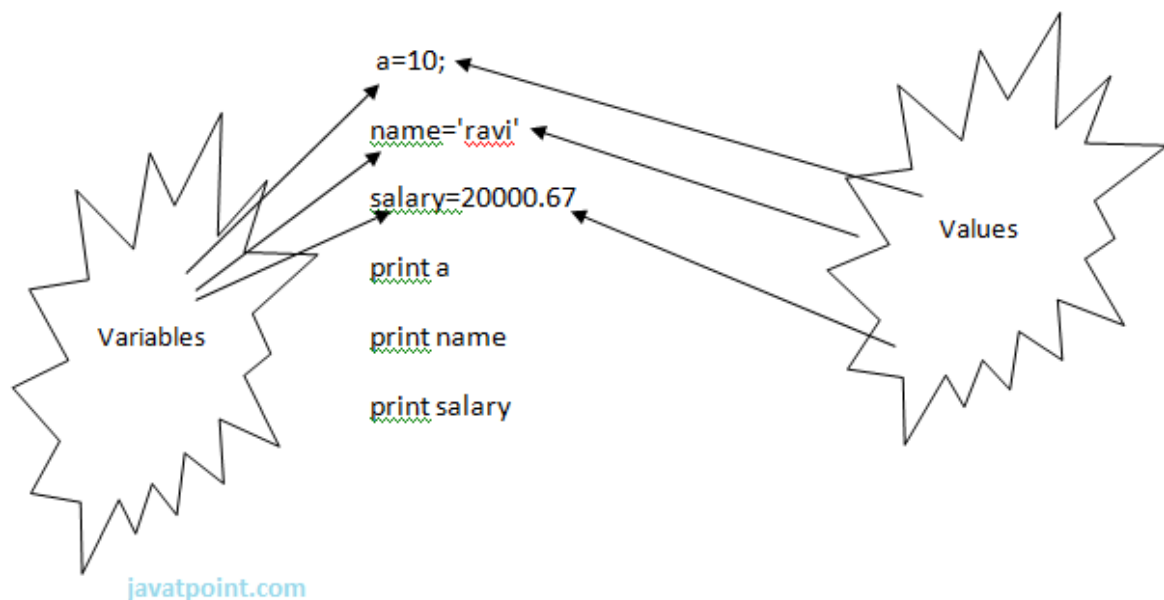 a=10;
name='ravi'
salary=20000.67
print a
print name
print salary
Variables
Values
javatpoint.com